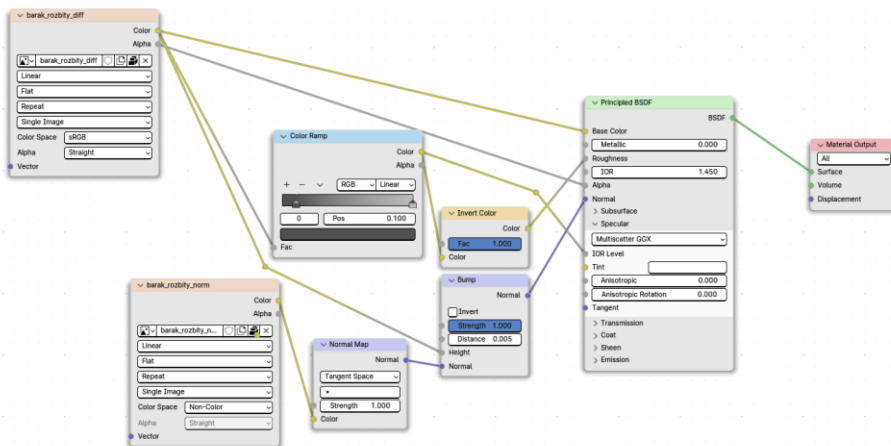 barak_rozbity_diff
Color
Alpha
barak_rozbity_diff
Linear
Flat
Repeat
Single Image
Color Space sRGB
Alpha Straight
Vector
Color Ramp
Color
Alpha
RGB Linear
0 Pos 0.100
Fac
Invert Color
Color
Fac 1.000
Color
barak_rozbity_norm
Color
Alpha
barak_rozbity_n...
Linear
Flat
Repeat
Single Image
Color Space Non-Color
Alpha Straight
Vector
Normal Map
Normal
Tangent Space
Strength 1.000
Color
Bump
Normal
Invert
Strength 1.000
Distance 0.005
Height
Normal
Principled BSDF
BSDF
Base Color
Metallic 0.000
Roughness
IOR 1.450
Alpha
Normal
Subsurface
Specular
Multiscatter GGX
IOR Level
Tint
Anisotropic 0.000
Anisotropic Rotation 0.000
Tangent
Transmission
Coat
Sheen
Emission
Material Output
All
Surface
Volume
Displacement